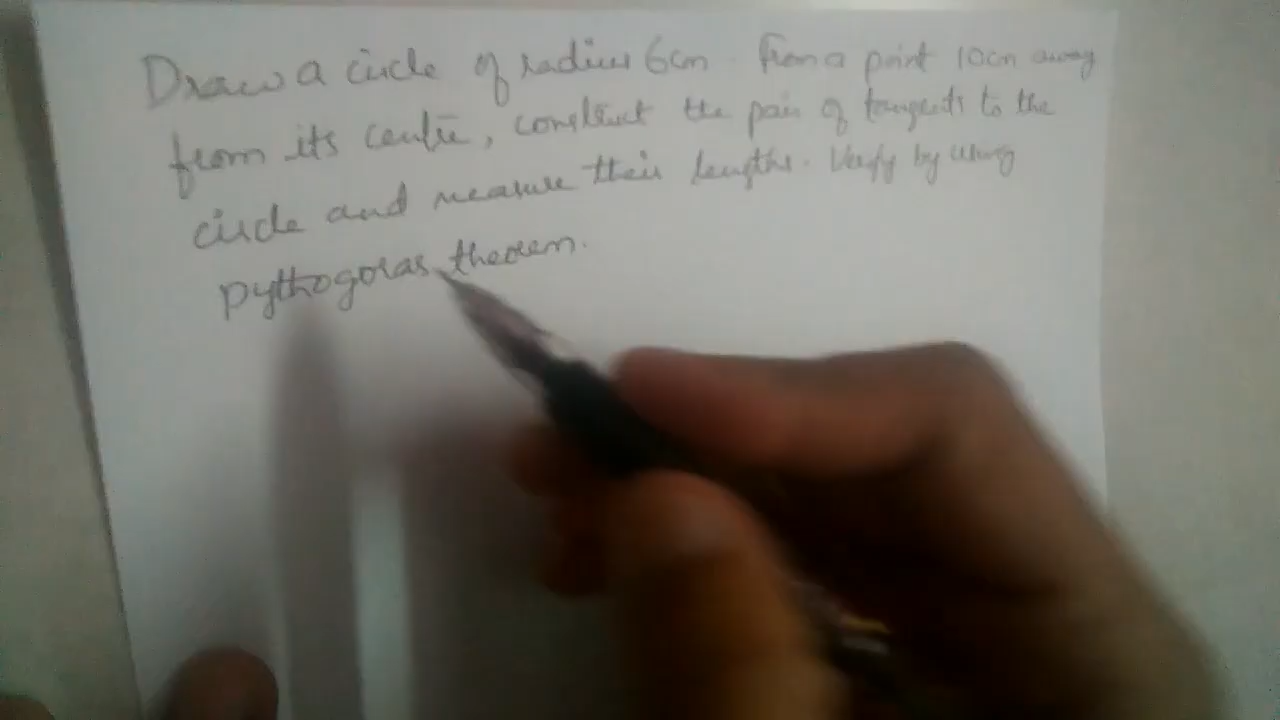 Draw a circle of radius 6cm. From a point 10cm away
from its centre, construct the pair of tangents to the
circle and measure their lengths. Verify by using
pythogoras theorem.